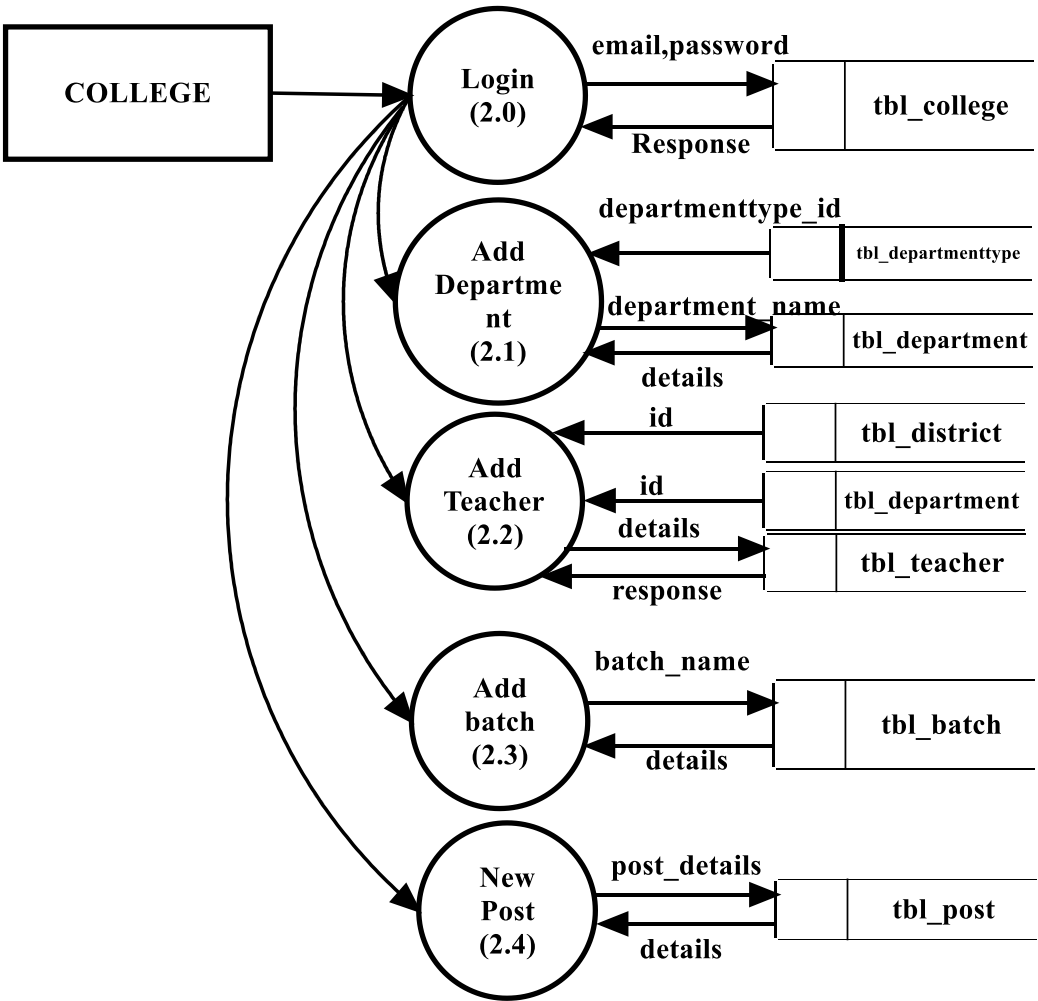 COLLEGE
Login
(2.0)
email,password
Response
tbl_college
Add
Departme
nt
(2.1)
departmenttype_id
tbl_departmenttype
department_name
details
tbl_department
Add
Teacher
(2.2)
id
tbl_district
id
tbl_department
details
response
tbl_teacher
Add
batch
(2.3)
batch_name
details
tbl_batch
New
Post
(2.4)
post_details
details
tbl_post